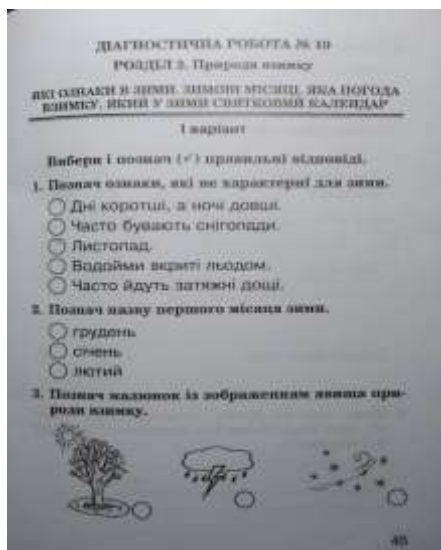 ДІАГНОСТИЧНА РОБОТА № 10
РОЗДІЛ 2. Природа взимку
ЯКІ ОЗНАКИ В ЗИМИ. ЗИМОВІ МІСЯЦІ. ЯКА ПОГОДА
ВЗИМКУ. ЯКИЙ У ЗИМИ СВЯТКОВИЙ КАЛЕНДАР
I варіант
Вибери і познач (✓) правильні відповіді.
1. Познач ознаки, які не характерні для зими.
Дні коротші, а ночі довші.
Часто бувають снігопади.
Листопад.
Водойми вкриті льодом.
Часто йдуть затяжні дощі.
2. Познач назву першого місяця зими.
грудень
січень
лютий
3. Познач малюнок із зображенням явища при-
роди взимку.
45